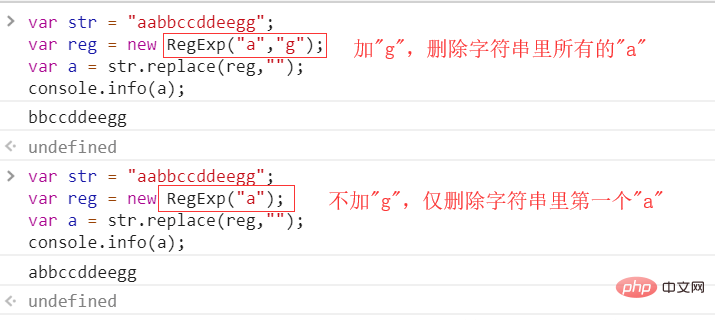 > var str = "aabbccddeegg";
var reg = new RegExp("a","g"); 加"g"，删除字符串里所有的"a"
var a = str.replace(reg,"");
console.info(a);
bbccddeegg
undefined
> var str = "aabbccddeegg";
var reg = new RegExp("a"); 不加"g"，仅删除字符串里第一个"a"
var a = str.replace(reg,"");
console.info(a);
abbccddeegg
undefined
php 中文网